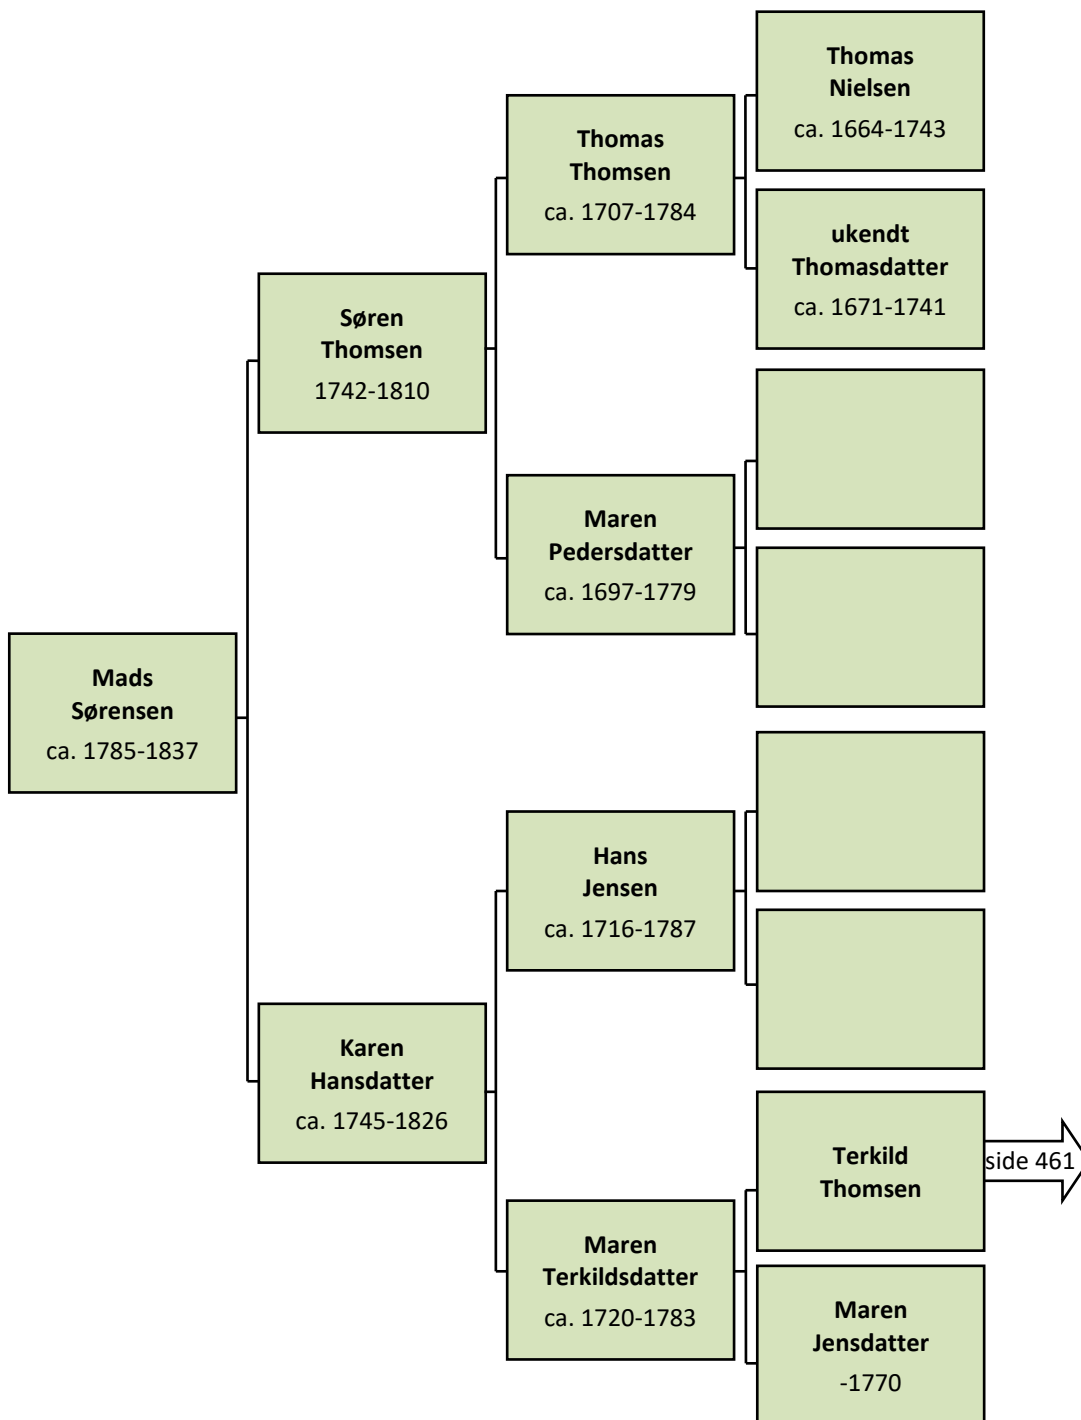 Thomas
Nielsen
ca. 1664-1743
Thomas
Thomsen
ca. 1707-1784
ukendt
Thomasdatter
ca. 1671-1741
Søren
Thomsen
1742-1810
Maren
Pedersdatter
ca. 1697-1779
Mads
Sørensen
ca. 1785-1837
Hans
Jensen
ca. 1716-1787
Karen
Hansdatter
ca. 1745-1826
Terkild
Thomsen
side 461
Maren
Terkildsdatter
ca. 1720-1783
Maren
Jensdatter
-1770